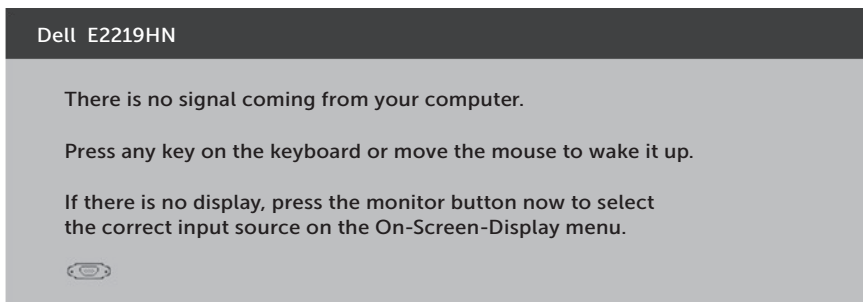 Dell E2219HN
There is no signal coming from your computer.
Press any key on the keyboard or move the mouse to wake it up.
If there is no display, press the monitor button now to select
the correct input source on the On-Screen-Display menu.